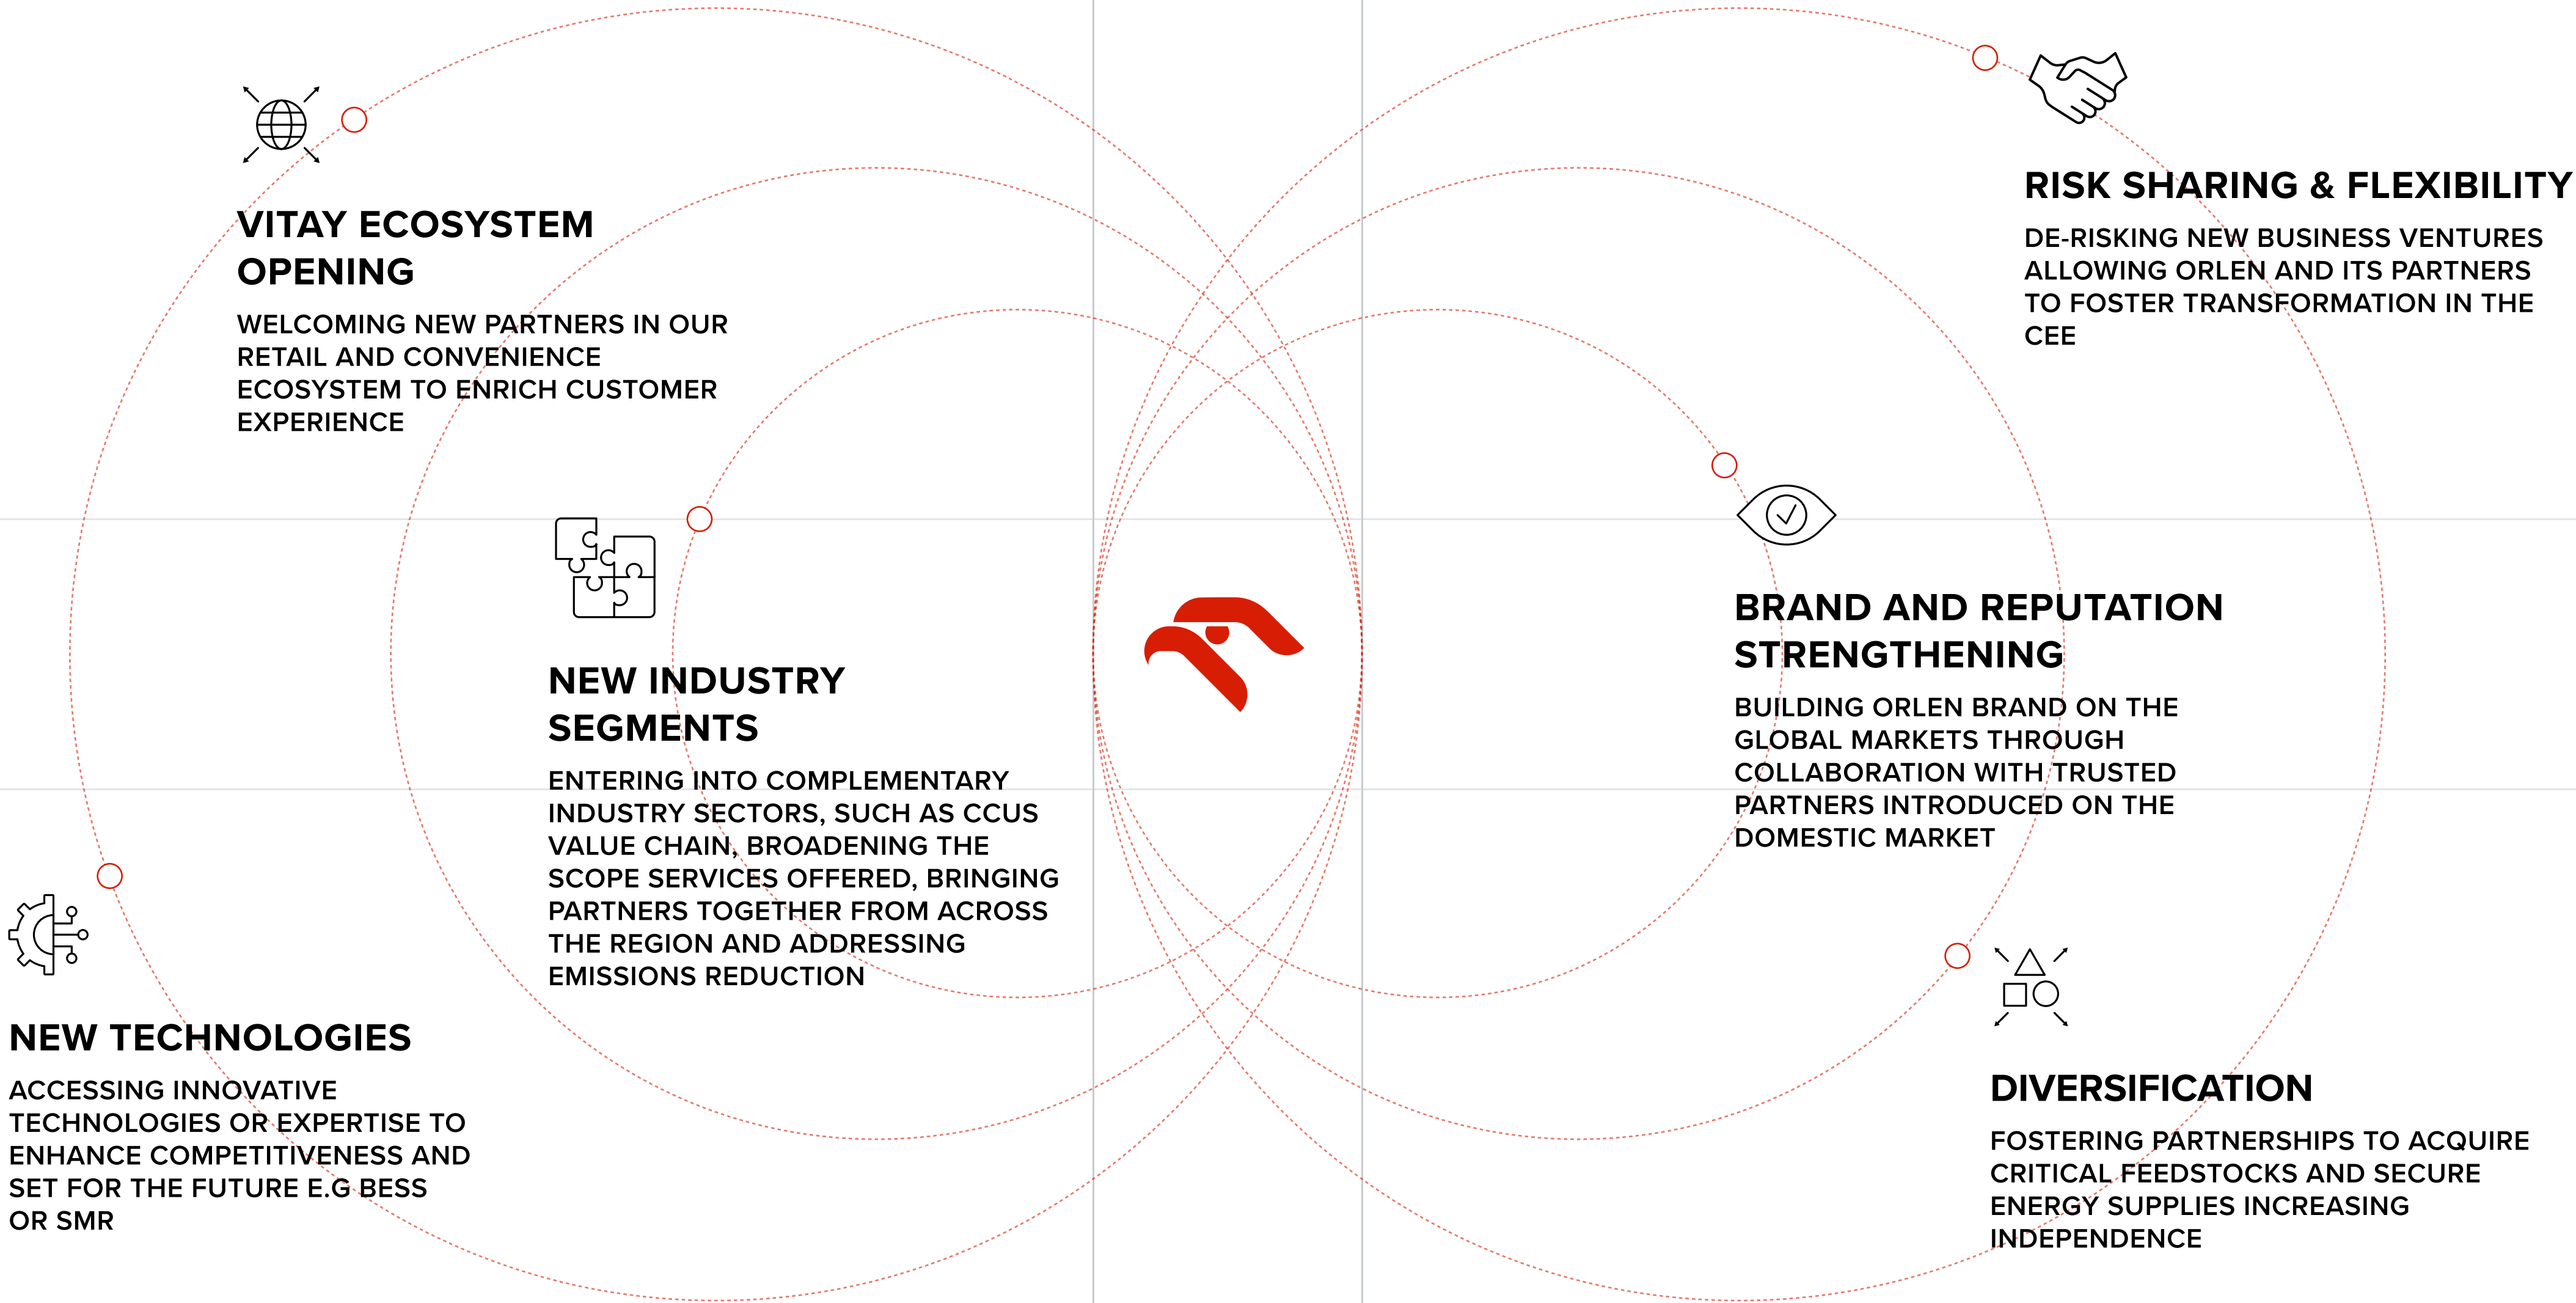 VITAY ECOSYSTEM
OPENING
WELCOMING NEW PARTNERS IN OUR
RETAIL AND CONVENIENCE
ECOSYSTEM TO ENRICH CUSTOMER
EXPERIENCE
NEW INDUSTRY
SEGMENTS
ENTERING INTO COMPLEMENTARY
INDUSTRY SECTORS, SUCH AS CCUS
VALUE CHAIN, BROADENING THE
SCOPE SERVICES OFFERED, BRINGING
PARTNERS TOGETHER FROM ACROSS
THE REGION AND ADDRESSING
EMISSIONS REDUCTION
NEW TECHNOLOGIES
ACCESSING INNOVATIVE
TECHNOLOGIES OR EXPERTISE TO
ENHANCE COMPETITIVENESS AND
SET FOR THE FUTURE E.G BESS
OR SMR
RISK SHARING & FLEXIBILITY
DE-RISKING NEW BUSINESS VENTURES
ALLOWING ORLEN AND ITS PARTNERS
TO FOSTER TRANSFORMATION IN THE
CEE
BRAND AND REPUTATION
STRENGTHENING
BUILDING ORLEN BRAND ON THE
GLOBAL MARKETS THROUGH
COLLABORATION WITH TRUSTED
PARTNERS INTRODUCED ON THE
DOMESTIC MARKET
DIVERSIFICATION
FOSTERING PARTNERSHIPS TO ACQUIRE
CRITICAL FEEDSTOCKS AND SECURE
ENERGY SUPPLIES INCREASING
INDEPENDENCE